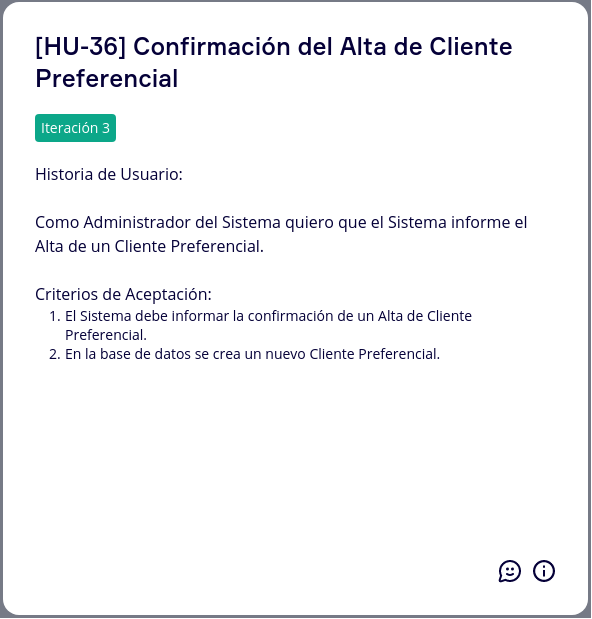 [HU-36] Confirmación del Alta de Cliente
Preferencial
Iteración 3
Historia de Usuario:
Como Administrador del Sistema quiero que el Sistema informe el
Alta de un Cliente Preferencial.
Criterios de Aceptación:
1. El Sistema debe informar la confirmación de un Alta de Cliente
Preferencial.
2. En la base de datos se crea un nuevo Cliente Preferencial.